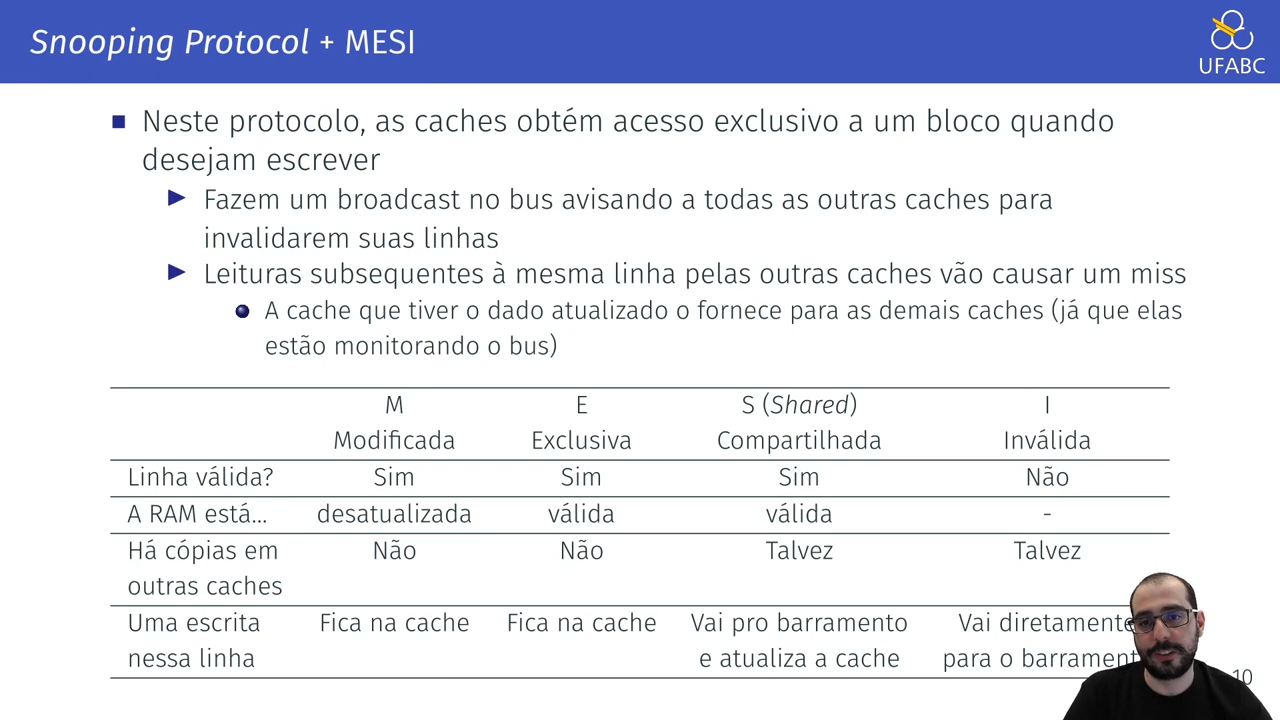 Snooping Protocol + MESI
UFABC
Neste protocolo, as caches obtém acesso exclusivo a um bloco quando
desejam escrever
Fazem um broadcast no bus avisando a todas as outras caches para
invalidarem suas linhas
Leituras subsequentes à mesma linha pelas outras caches vão causar um miss
A cache que tiver o dado atualizado o fornece para as demais caches (já que elas
estão monitorando o bus)
M E S (Shared) I
Modificada Exclusiva Compartilhada Inválida
Linha válida? Sim Sim Sim Não
A RAM está... desatualizada válida válida -
Há cópias em Não Não Talvez Talvez
outras caches
Uma escrita Fica na cache Fica na cache Vai pro barramento Vai diretamente
nessa linha e atualiza a cache para o barrament
10